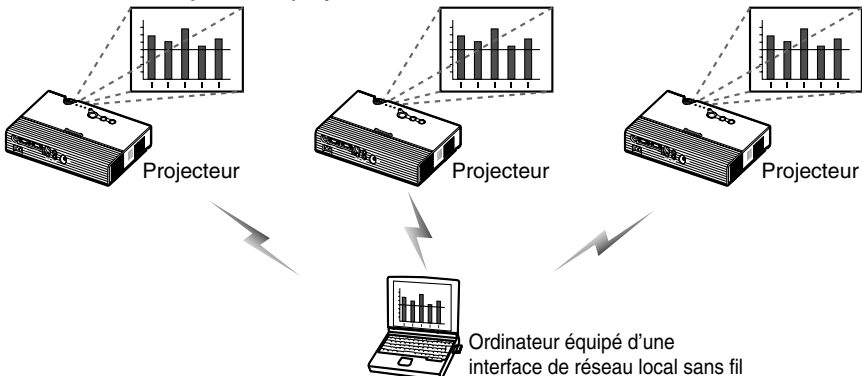 Projecteur
Projecteur
Projecteur
Ordinateur équipé d'une
interface de réseau local sans fil